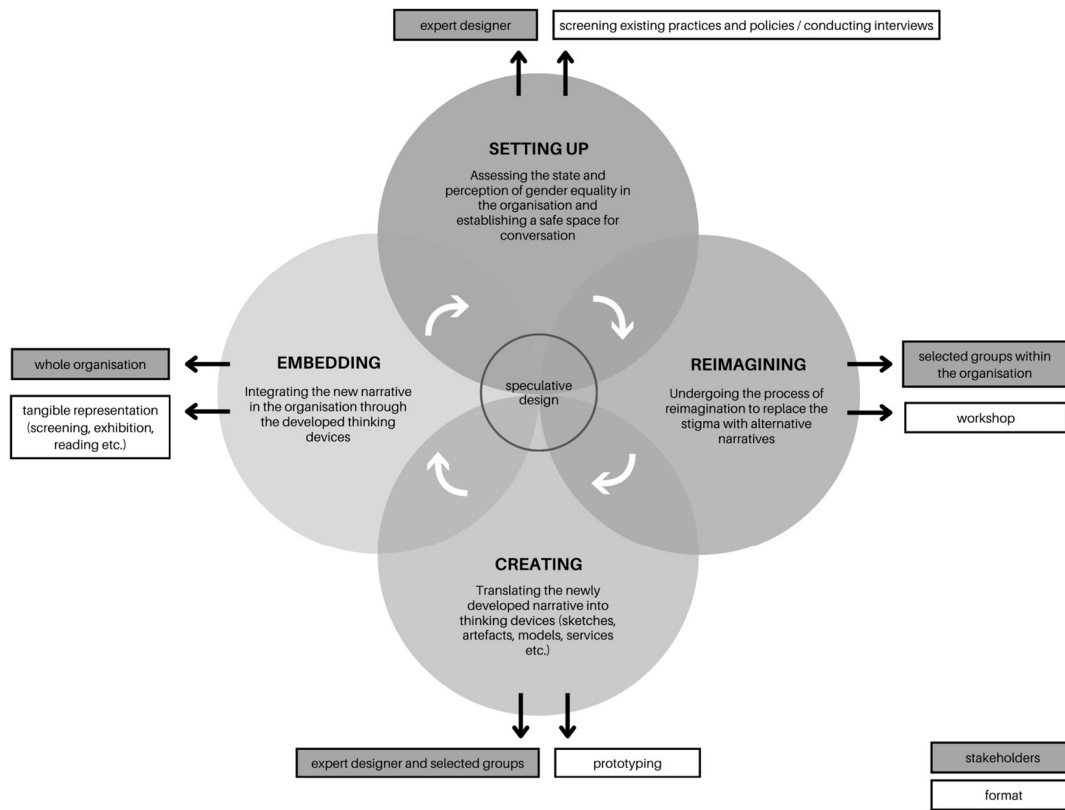 expert designer
screening existing practices and policies / conducting interviews
SETTING UP
Assessing the state and
perception of gender equality in
the organisation and
establishing a safe space for
conversation
whole organisation
tangible representation
(screening, exhibition,
reading etc.)
EMBEDDING
Integrating the new narrative
in the organisation through
the developed thinking
devices
speculative
design
REIMAGINING
Undergoing the process of
reimagination to replace the
stigma with alternative
narratives
selected groups within
the organisation
workshop
CREATING
Translating the newly
developed narrative into
thinking devices (sketches,
artefacts, models, services
etc.)
expert designer and selected groups
prototyping
stakeholders
format